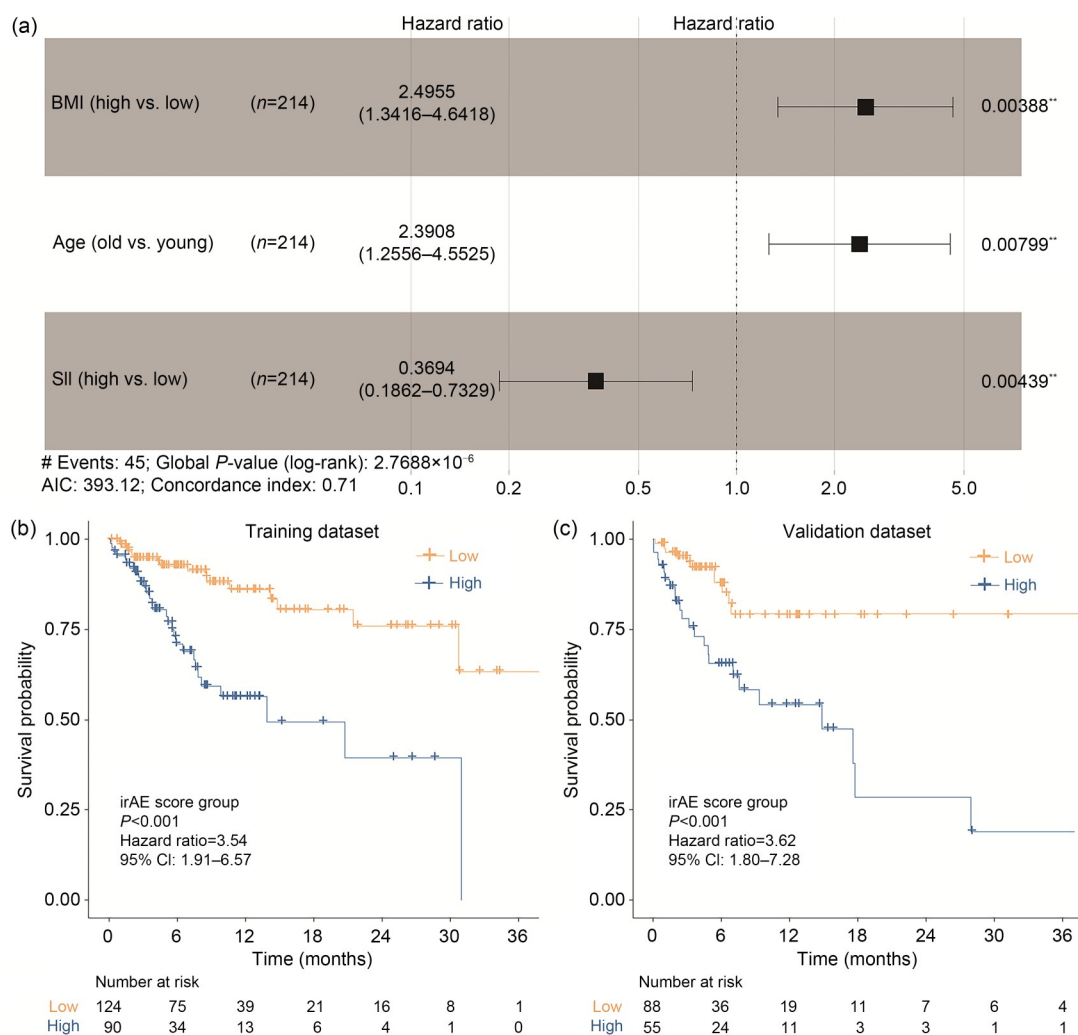 (a)
Hazard ratio Hazard ratio
BMI (high vs. low) (n=214) 2.4955 (1.3416–4.6418) 0.00388**
Age (old vs. young) (n=214) 2.3908 (1.2556–4.5525) 0.00799**
SII (high vs. low) (n=214) 0.3694 (0.1862–0.7329) 0.00439**
# Events: 45; Global P-value (log-rank): 2.7688×10⁻⁶
AIC: 393.12; Concordance index: 0.71
0.1 0.2 0.5 1.0 2.0 5.0
(b) Training dataset
Low
High
Survival probability
1.00
0.75
0.50
0.25
0.00
irAE score group
P<0.001
Hazard ratio=3.54
95% CI: 1.91–6.57
0 6 12 18 24 30 36
Time (months)
Number at risk
Low 124 75 39 21 16 8 1
High 90 34 13 6 4 1 0
(c) Validation dataset
Low
High
Survival probability
1.00
0.75
0.50
0.25
0.00
irAE score group
P<0.001
Hazard ratio=3.62
95% CI: 1.80–7.28
0 6 12 18 24 30 36
Time (months)
Number at risk
Low 88 36 19 11 7 6 4
High 55 24 11 3 3 1 1